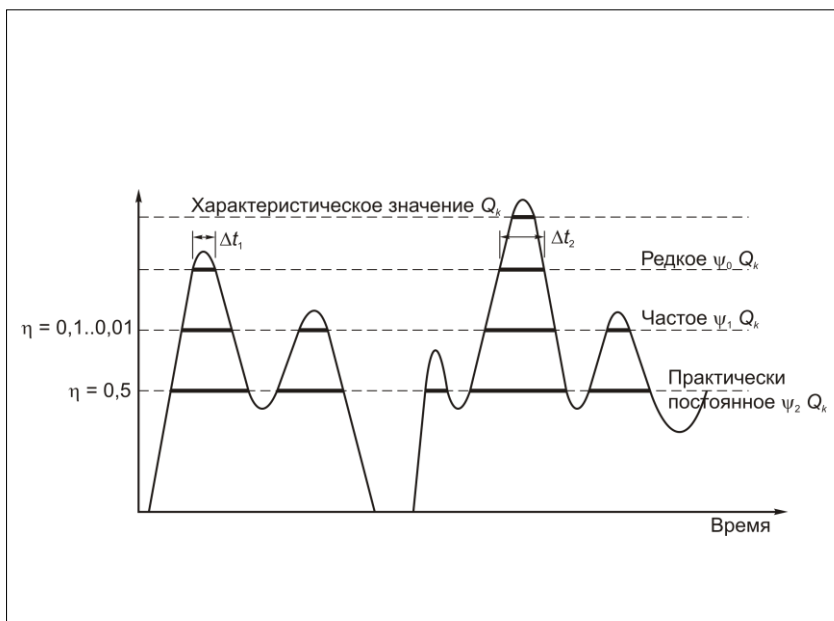 Характеристическое значение Qk
Δt1
Δt2
Редкое ψ0 Qk
η = 0,1..0,01
Частое ψ1 Qk
η = 0,5
Практически
постоянное ψ2 Qk
Время